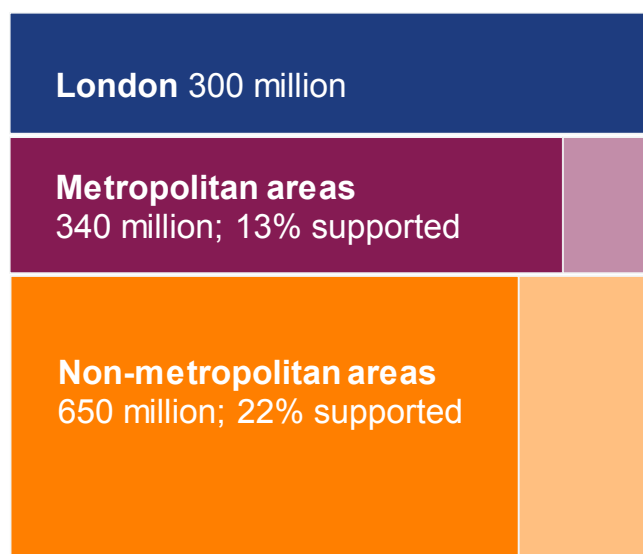 London 300 million
Metropolitan areas
340 million; 13% supported
Non-metropolitan areas
650 million; 22% supported